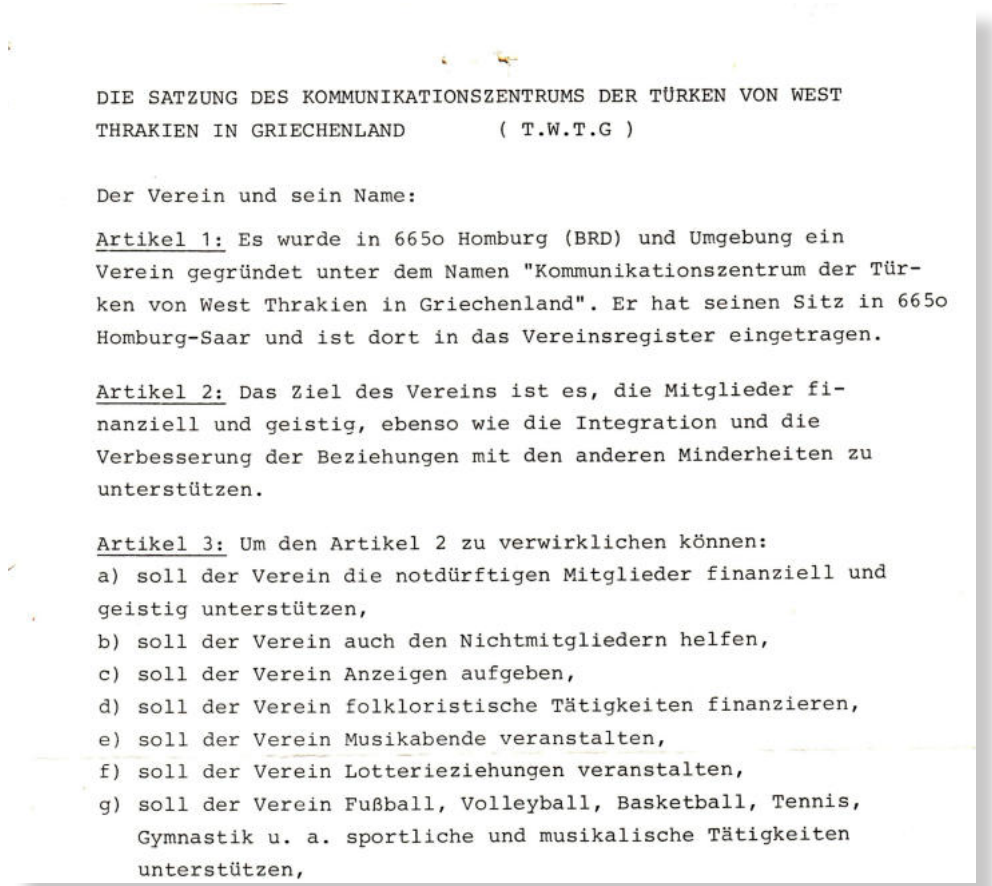 DIE SATZUNG DES KOMMUNIKATIONSZENTRUMS DER TÜRKEN VON WEST
THRAKIEN IN GRIECHENLAND ( T.W.T.G )
Der Verein und sein Name:
Artikel 1: Es wurde in 665o Homburg (BRD) und Umgebung ein
Verein gegründet unter dem Namen "Kommunikationszentrum der Tür-
ken von West Thrakien in Griechenland". Er hat seinen Sitz in 665o
Homburg-Saar und ist dort in das Vereinsregister eingetragen.
Artikel 2: Das Ziel des Vereins ist es, die Mitglieder fi-
nanziell und geistig, ebenso wie die Integration und die
Verbesserung der Beziehungen mit den anderen Minderheiten zu
unterstützen.
Artikel 3: Um den Artikel 2 zu verwirklichen können:
a) soll der Verein die notdürftigen Mitglieder finanziell und
geistig unterstützen,
b) soll der Verein auch den Nichtmitgliedern helfen,
c) soll der Verein Anzeigen aufgeben,
d) soll der Verein folkloristische Tätigkeiten finanzieren,
e) soll der Verein Musikabende veranstalten,
f) soll der Verein Lotterieziehungen veranstalten,
g) soll der Verein Fußball, Volleyball, Basketball, Tennis,
Gymnastik u. a. sportliche und musikalische Tätigkeiten
unterstützen,